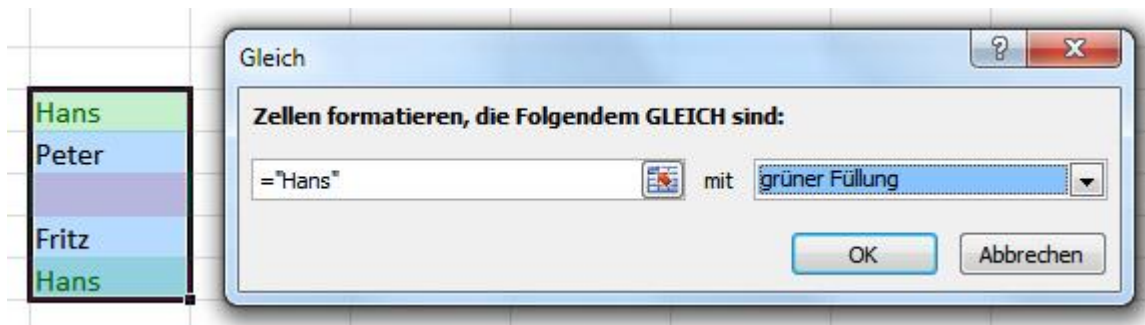 Gleich
Hans
Zellen formatieren, die Folgendem GLEICH sind:
Peter
="Hans" mit grüner Füllung
Fritz
OK Abbrechen
Hans